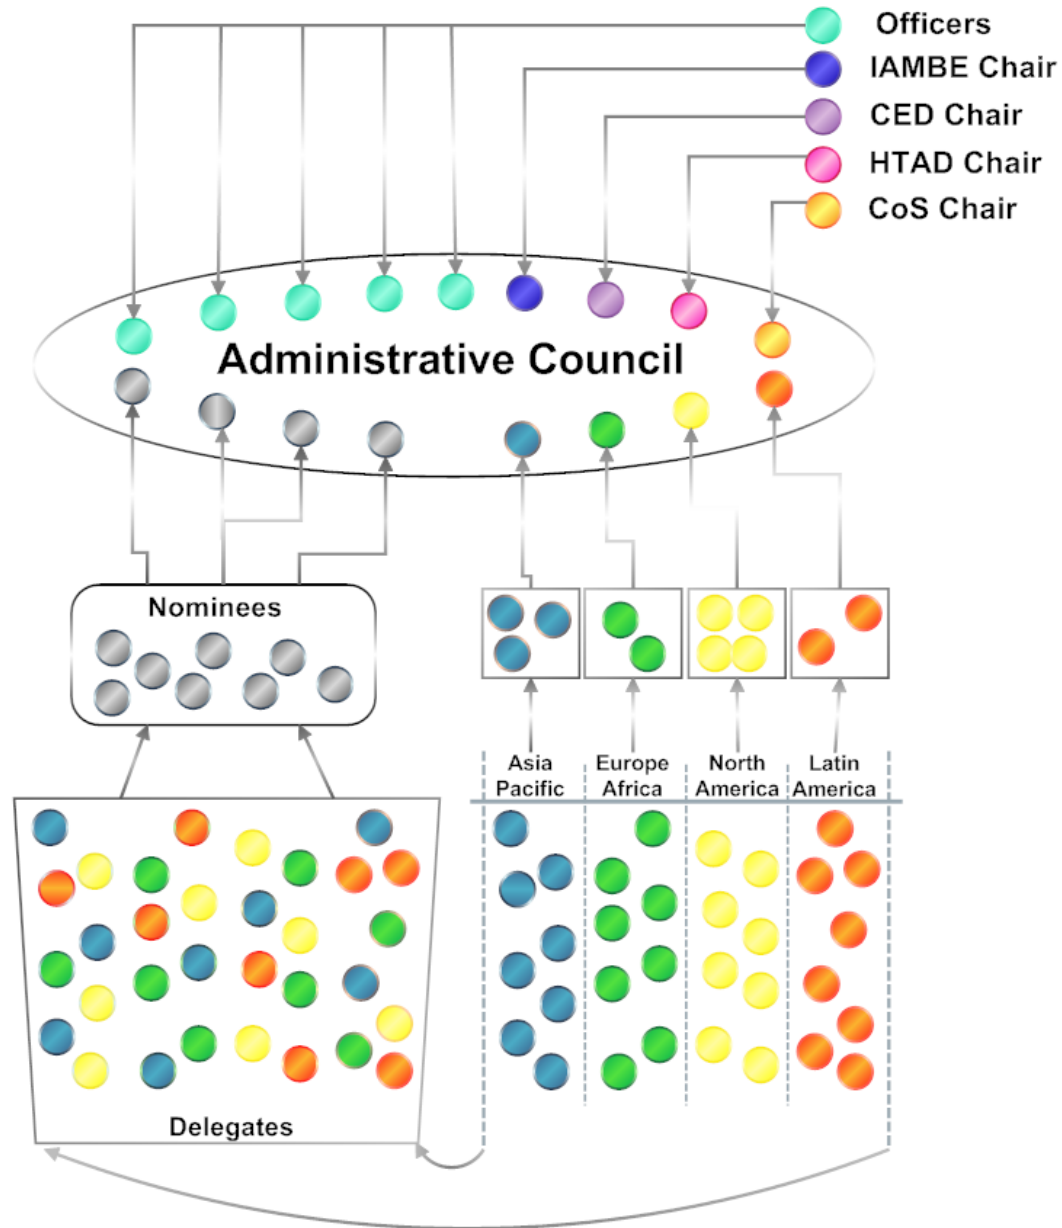 Officers
IAMBE Chair
CED Chair
HTAD Chair
CoS Chair
Administrative Council
Nominees
Asia
Pacific
Europe
Africa
North
America
Latin
America
Delegates